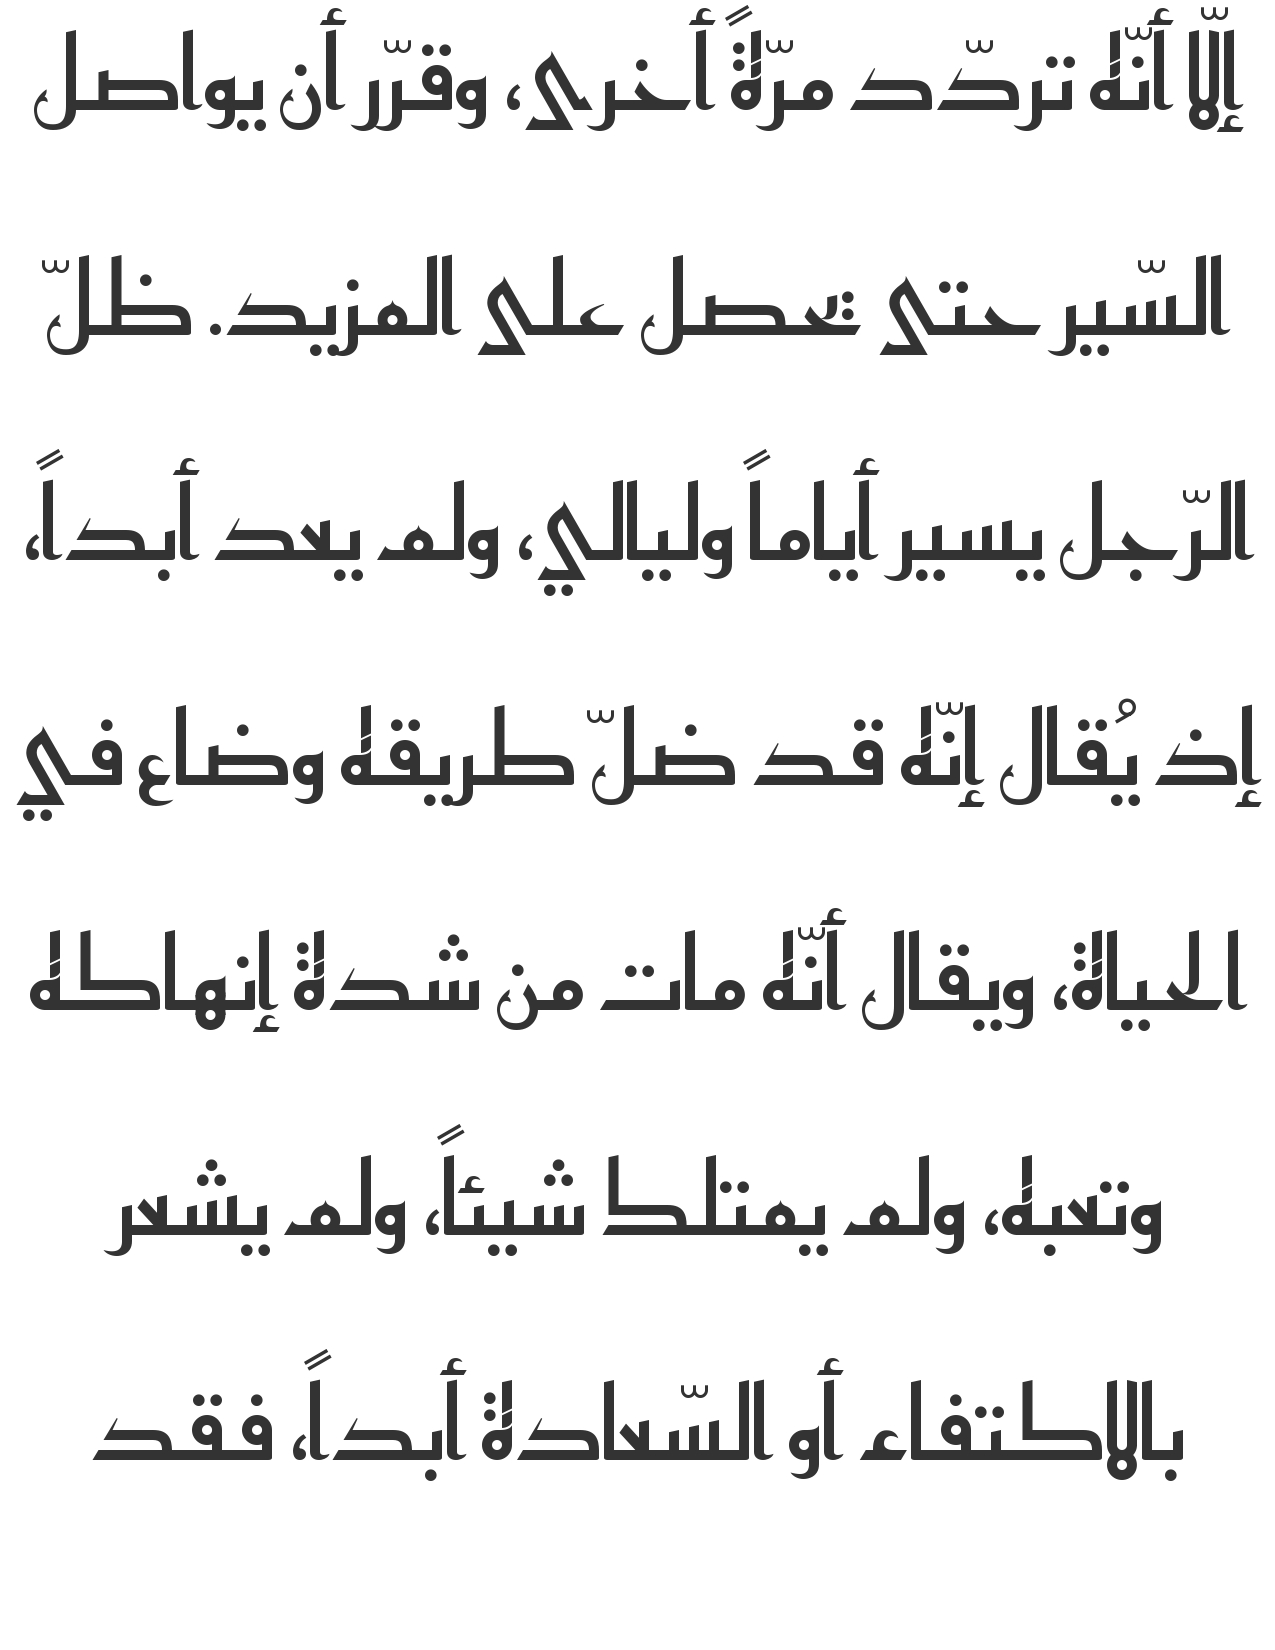 إلّا أنّه تردّد مرّةً أخرى، وقرّر أن يواصل
السّير حتى يحصل على المزيد. ظلّ
الرّجل يسير أياماً وليالي، ولم يعد أبداً،
إذ يُقال إنّه قد ضلّ طريقه وضاع في
الحياة، ويقال أنّه مات من شدة إنهاكه
وتعبه، ولم يمتلك شيئاً، ولم يشعر
بالاكتفاء أو السّعادة أبداً، فقد